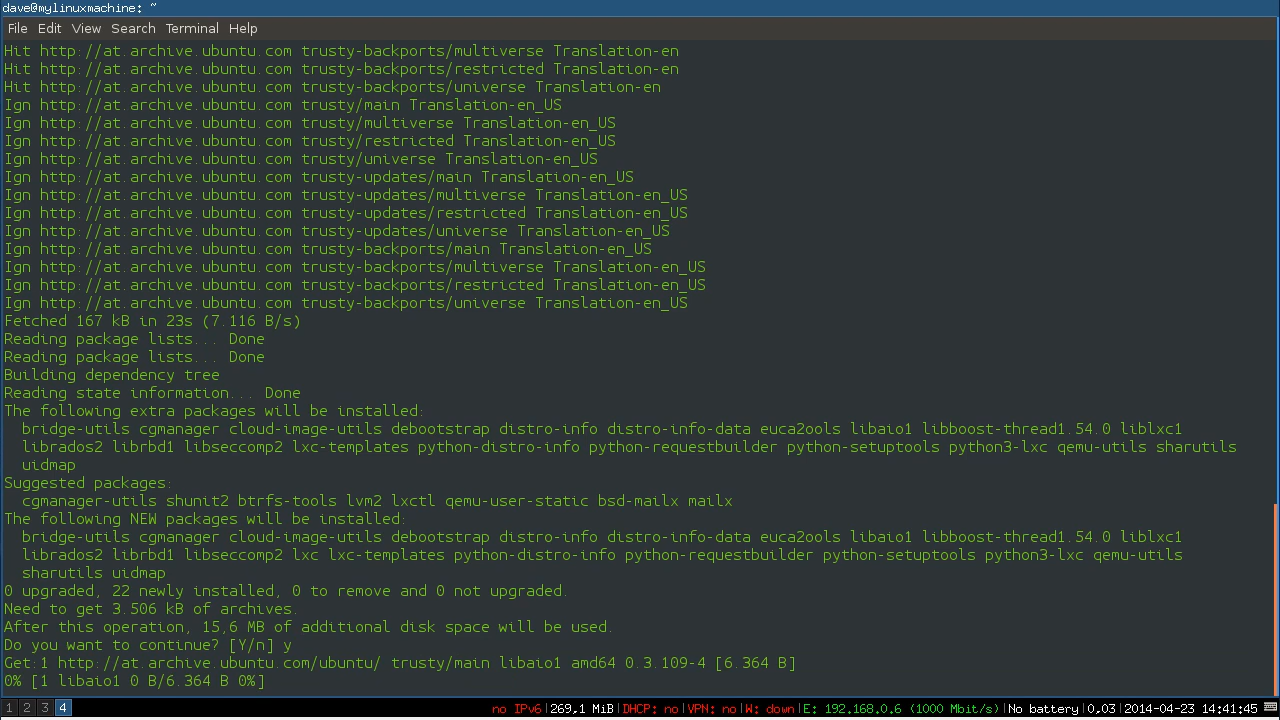 dave@mylinuxmachine: ~
File Edit View Search Terminal Help
Hit http://at.archive.ubuntu.com trusty-backports/multiverse Translation-en
Hit http://at.archive.ubuntu.com trusty-backports/restricted Translation-en
Hit http://at.archive.ubuntu.com trusty-backports/universe Translation-en
Ign http://at.archive.ubuntu.com trusty/main Translation-en_US
Ign http://at.archive.ubuntu.com trusty/multiverse Translation-en_US
Ign http://at.archive.ubuntu.com trusty/restricted Translation-en_US
Ign http://at.archive.ubuntu.com trusty/universe Translation-en_US
Ign http://at.archive.ubuntu.com trusty-updates/main Translation-en_US
Ign http://at.archive.ubuntu.com trusty-updates/multiverse Translation-en_US
Ign http://at.archive.ubuntu.com trusty-updates/restricted Translation-en_US
Ign http://at.archive.ubuntu.com trusty-updates/universe Translation-en_US
Ign http://at.archive.ubuntu.com trusty-backports/main Translation-en_US
Ign http://at.archive.ubuntu.com trusty-backports/multiverse Translation-en_US
Ign http://at.archive.ubuntu.com trusty-backports/restricted Translation-en_US
Ign http://at.archive.ubuntu.com trusty-backports/universe Translation-en_US
Fetched 167 kB in 23s (7.116 B/s)
Reading package lists... Done
Reading package lists... Done
Building dependency tree
Reading state information... Done
The following extra packages will be installed:
  bridge-utils cgmanager cloud-image-utils debootstrap distro-info distro-info-data euca2ools libaio1 libboost-thread1.54.0 liblxc1
  librados2 librbd1 libseccomp2 lxc-templates python-distro-info python-requestbuilder python-setuptools python3-lxc qemu-utils sharutils
  uidmap
Suggested packages:
  cgmanager-utils shunit2 btrfs-tools lvm2 lxctl qemu-user-static bsd-mailx mailx
The following NEW packages will be installed:
  bridge-utils cgmanager cloud-image-utils debootstrap distro-info distro-info-data euca2ools libaio1 libboost-thread1.54.0 liblxc1
  librados2 librbd1 libseccomp2 lxc lxc-templates python-distro-info python-requestbuilder python-setuptools python3-lxc qemu-utils
  sharutils uidmap
0 upgraded, 22 newly installed, 0 to remove and 0 not upgraded.
Need to get 3.506 kB of archives.
After this operation, 15,6 MB of additional disk space will be used.
Do you want to continue? [Y/n] y
Get:1 http://at.archive.ubuntu.com/ubuntu/ trusty/main libaio1 amd64 0.3.109-4 [6.364 B]
0% [1 libaio1 0 B/6.364 B 0%]
1 2 3 4 no IPv6|269,1 MiB|DHCP: no|VPN: no|W: down|E: 192.168.0.6 (1000 Mbit/s)|No battery|0,03|2014-04-23 14:41:45